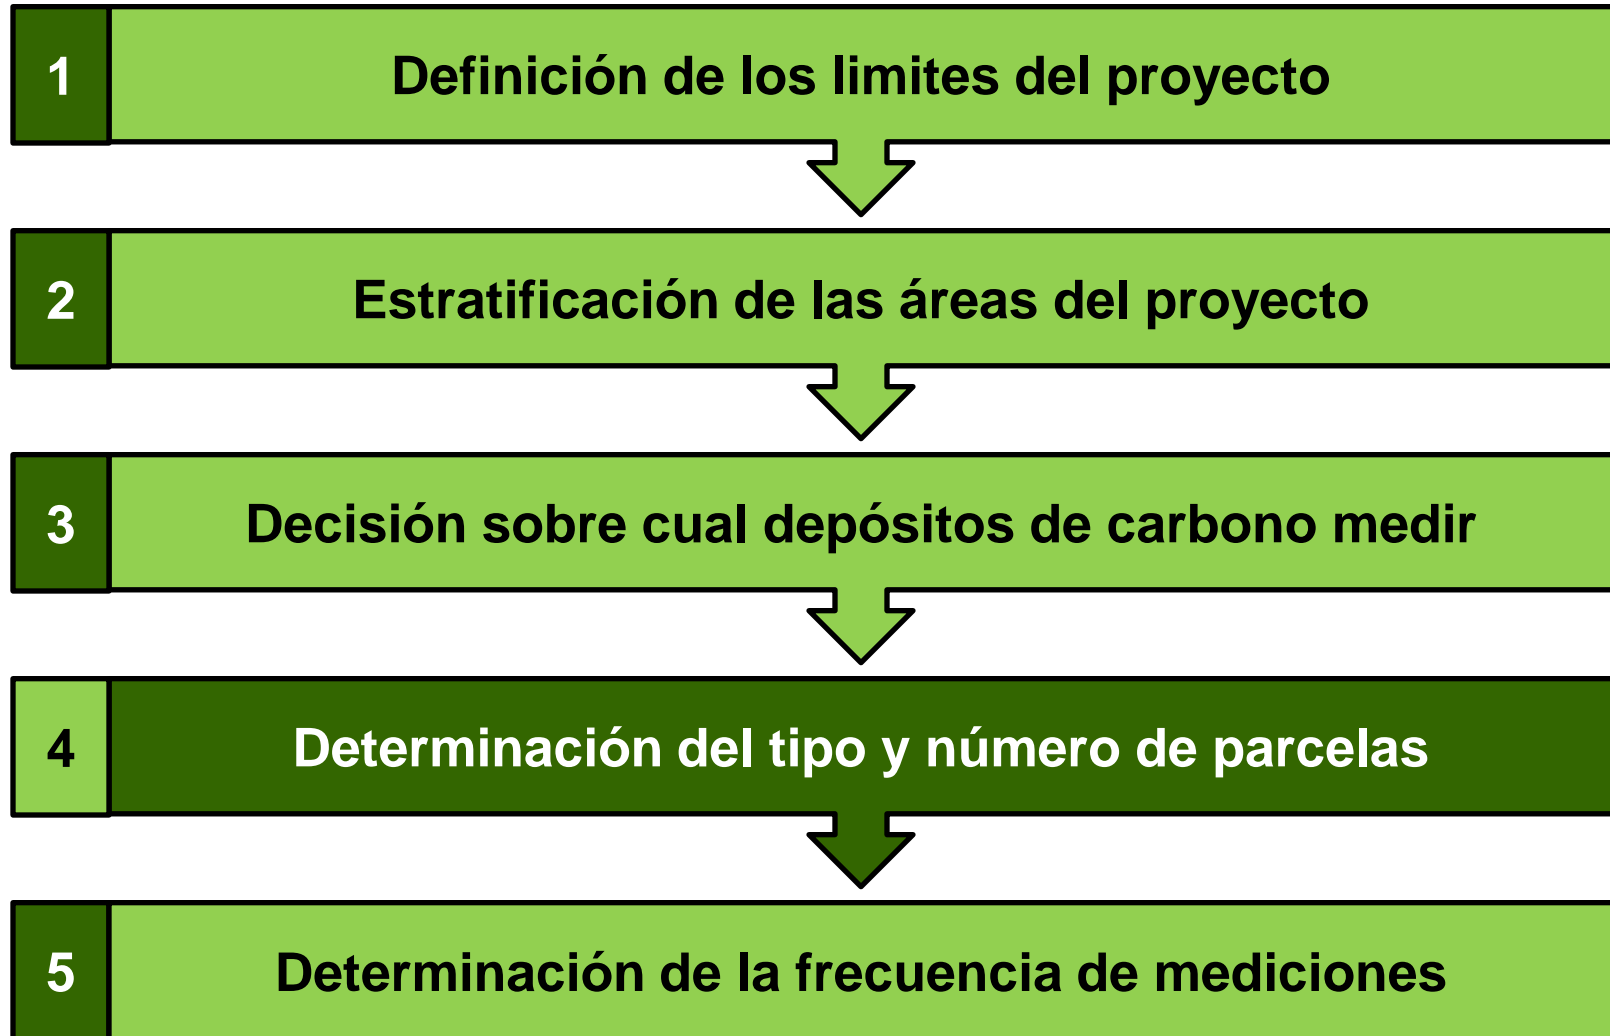 1 Definición de los limites del proyecto
2 Estratificación de las áreas del proyecto
3 Decisión sobre cual depósitos de carbono medir
4 Determinación del tipo y número de parcelas
5 Determinación de la frecuencia de mediciones